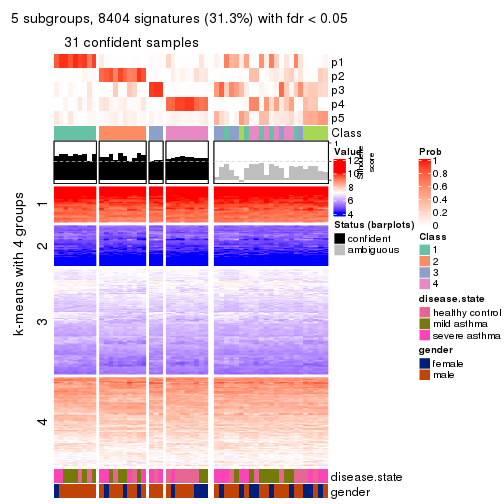 5 subgroups, 8404 signatures (31.3%) with fdr < 0.05
31 confident samples
p1
p2
p3
p4
p5
Class
1
0
Silhouette
score
Value
12
10
8
6
4
Status (barplots)
confident
ambiguous
Prob
1
0.8
0.6
0.4
0.2
0
Class
1
2
3
4
disease.state
healthy control
mild asthma
severe asthma
gender
female
male
k-means with 4 groups
1
2
3
4
disease.state
gender